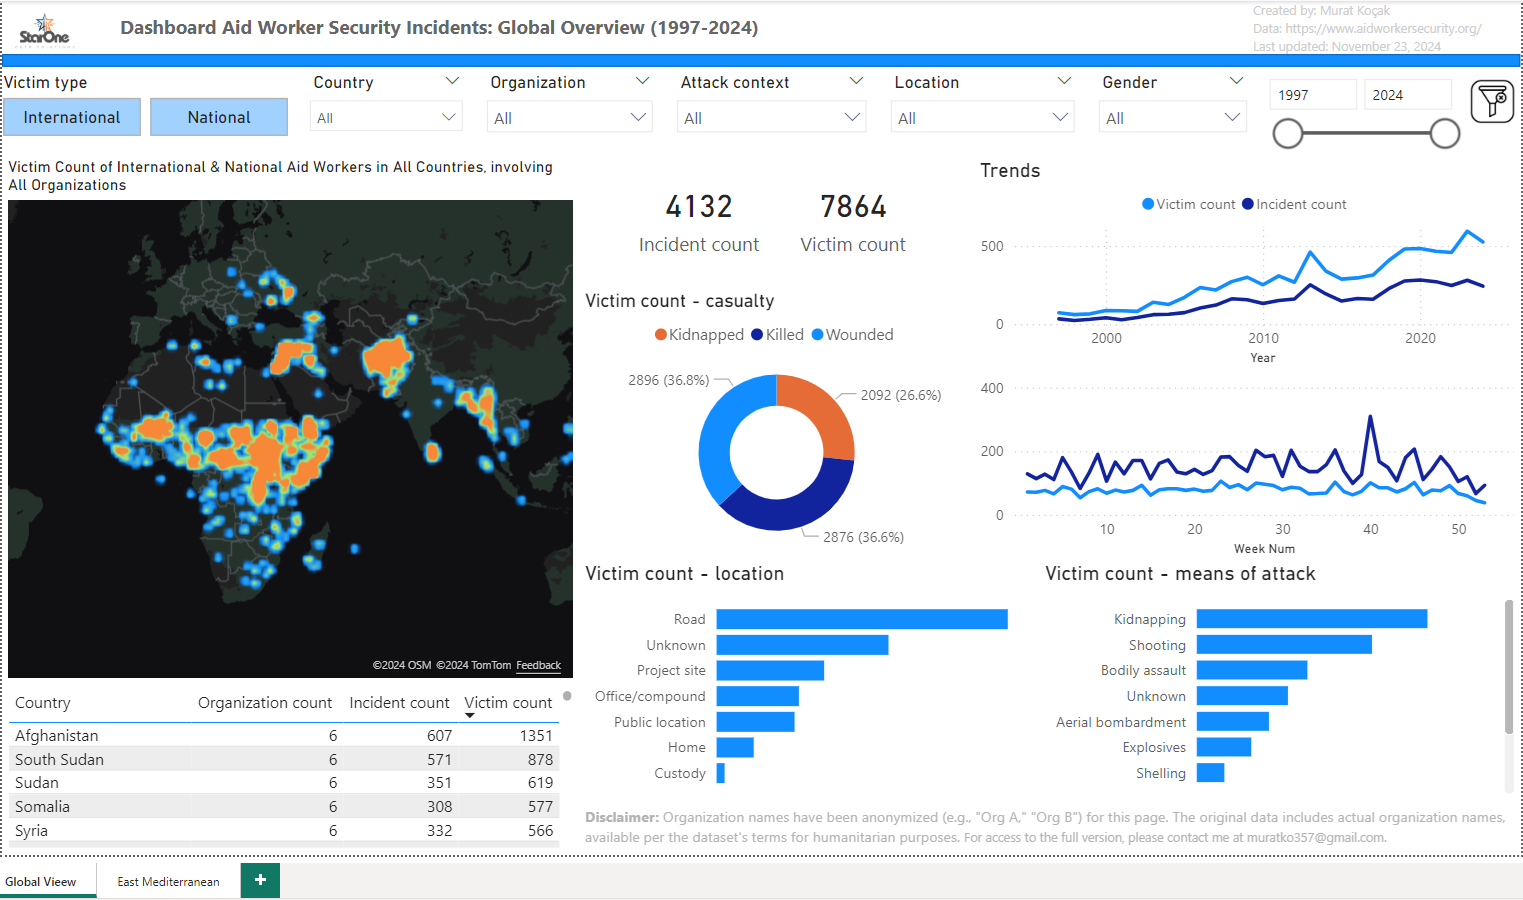 StarOne
Dashboard Aid Worker Security Incidents: Global Overview (1997-2024)
Created by: Murat Koçak
Data: https://www.aidworkersecurity.org/
Last updated: November 23, 2024
Victim type
International
National
Country
All
Organization
All
Attack context
All
Location
All
Gender
All
1997
2024
Victim Count of International & National Aid Workers in All Countries, involving
All Organizations
©2024 OSM ©2024 TomTom Feedback
Country Organization count Incident count Victim count
Afghanistan 6 607 1351
South Sudan 6 571 878
Sudan 6 351 619
Somalia 6 308 577
Syria 6 332 566
4132
Incident count
7864
Victim count
Victim count - casualty
Kidnapped Killed Wounded
2896 (36.8%)
2092 (26.6%)
2876 (36.6%)
Trends
Victim count Incident count
500
0
2000 2010 2020
Year
400
200
0
10 20 30 40 50
Week Num
Victim count - location
Road
Unknown
Project site
Office/compound
Public location
Home
Custody
Victim count - means of attack
Kidnapping
Shooting
Bodily assault
Unknown
Aerial bombardment
Explosives
Shelling
Disclaimer: Organization names have been anonymized (e.g., "Org A," "Org B") for this page. The original data includes actual organization names,
available per the dataset's terms for humanitarian purposes. For access to the full version, please contact me at muratko357@gmail.com.
Global Vieew
East Mediterranean
+